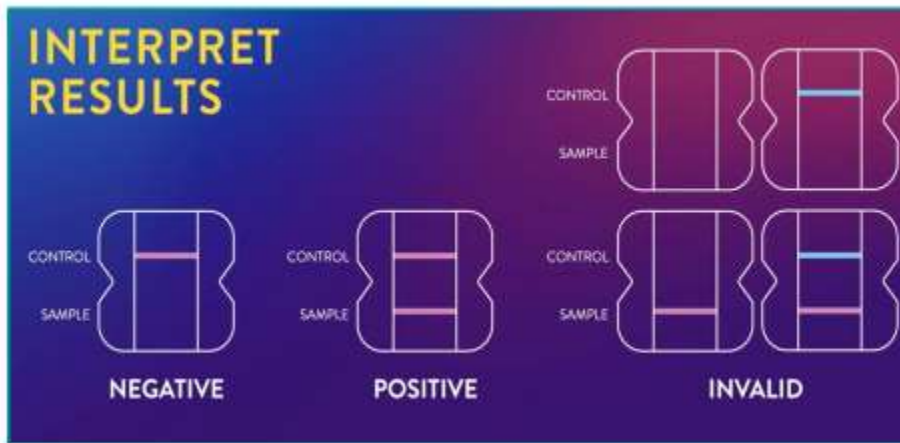 INTERPRET
RESULTS
CONTROL
SAMPLE
CONTROL
SAMPLE
NEGATIVE
CONTROL
SAMPLE
POSITIVE
CONTROL
SAMPLE
INVALID